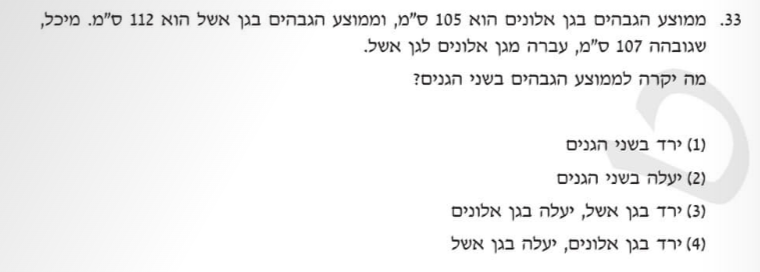 33. ממוצע הגבהים בגן אלונים הוא 105 ס"מ, וממוצע הגבהים בגן אשל הוא 112 ס"מ. מיכל,
שגובהה 107 ס"מ, עברה מגן אלונים לגן אשל.
מה יקרה לממוצע הגבהים בשני הגנים?
(1) ירד בשני הגנים
(2) יעלה בשני הגנים
(3) ירד בגן אשל, יעלה בגן אלונים
(4) ירד בגן אלונים, יעלה בגן אשל